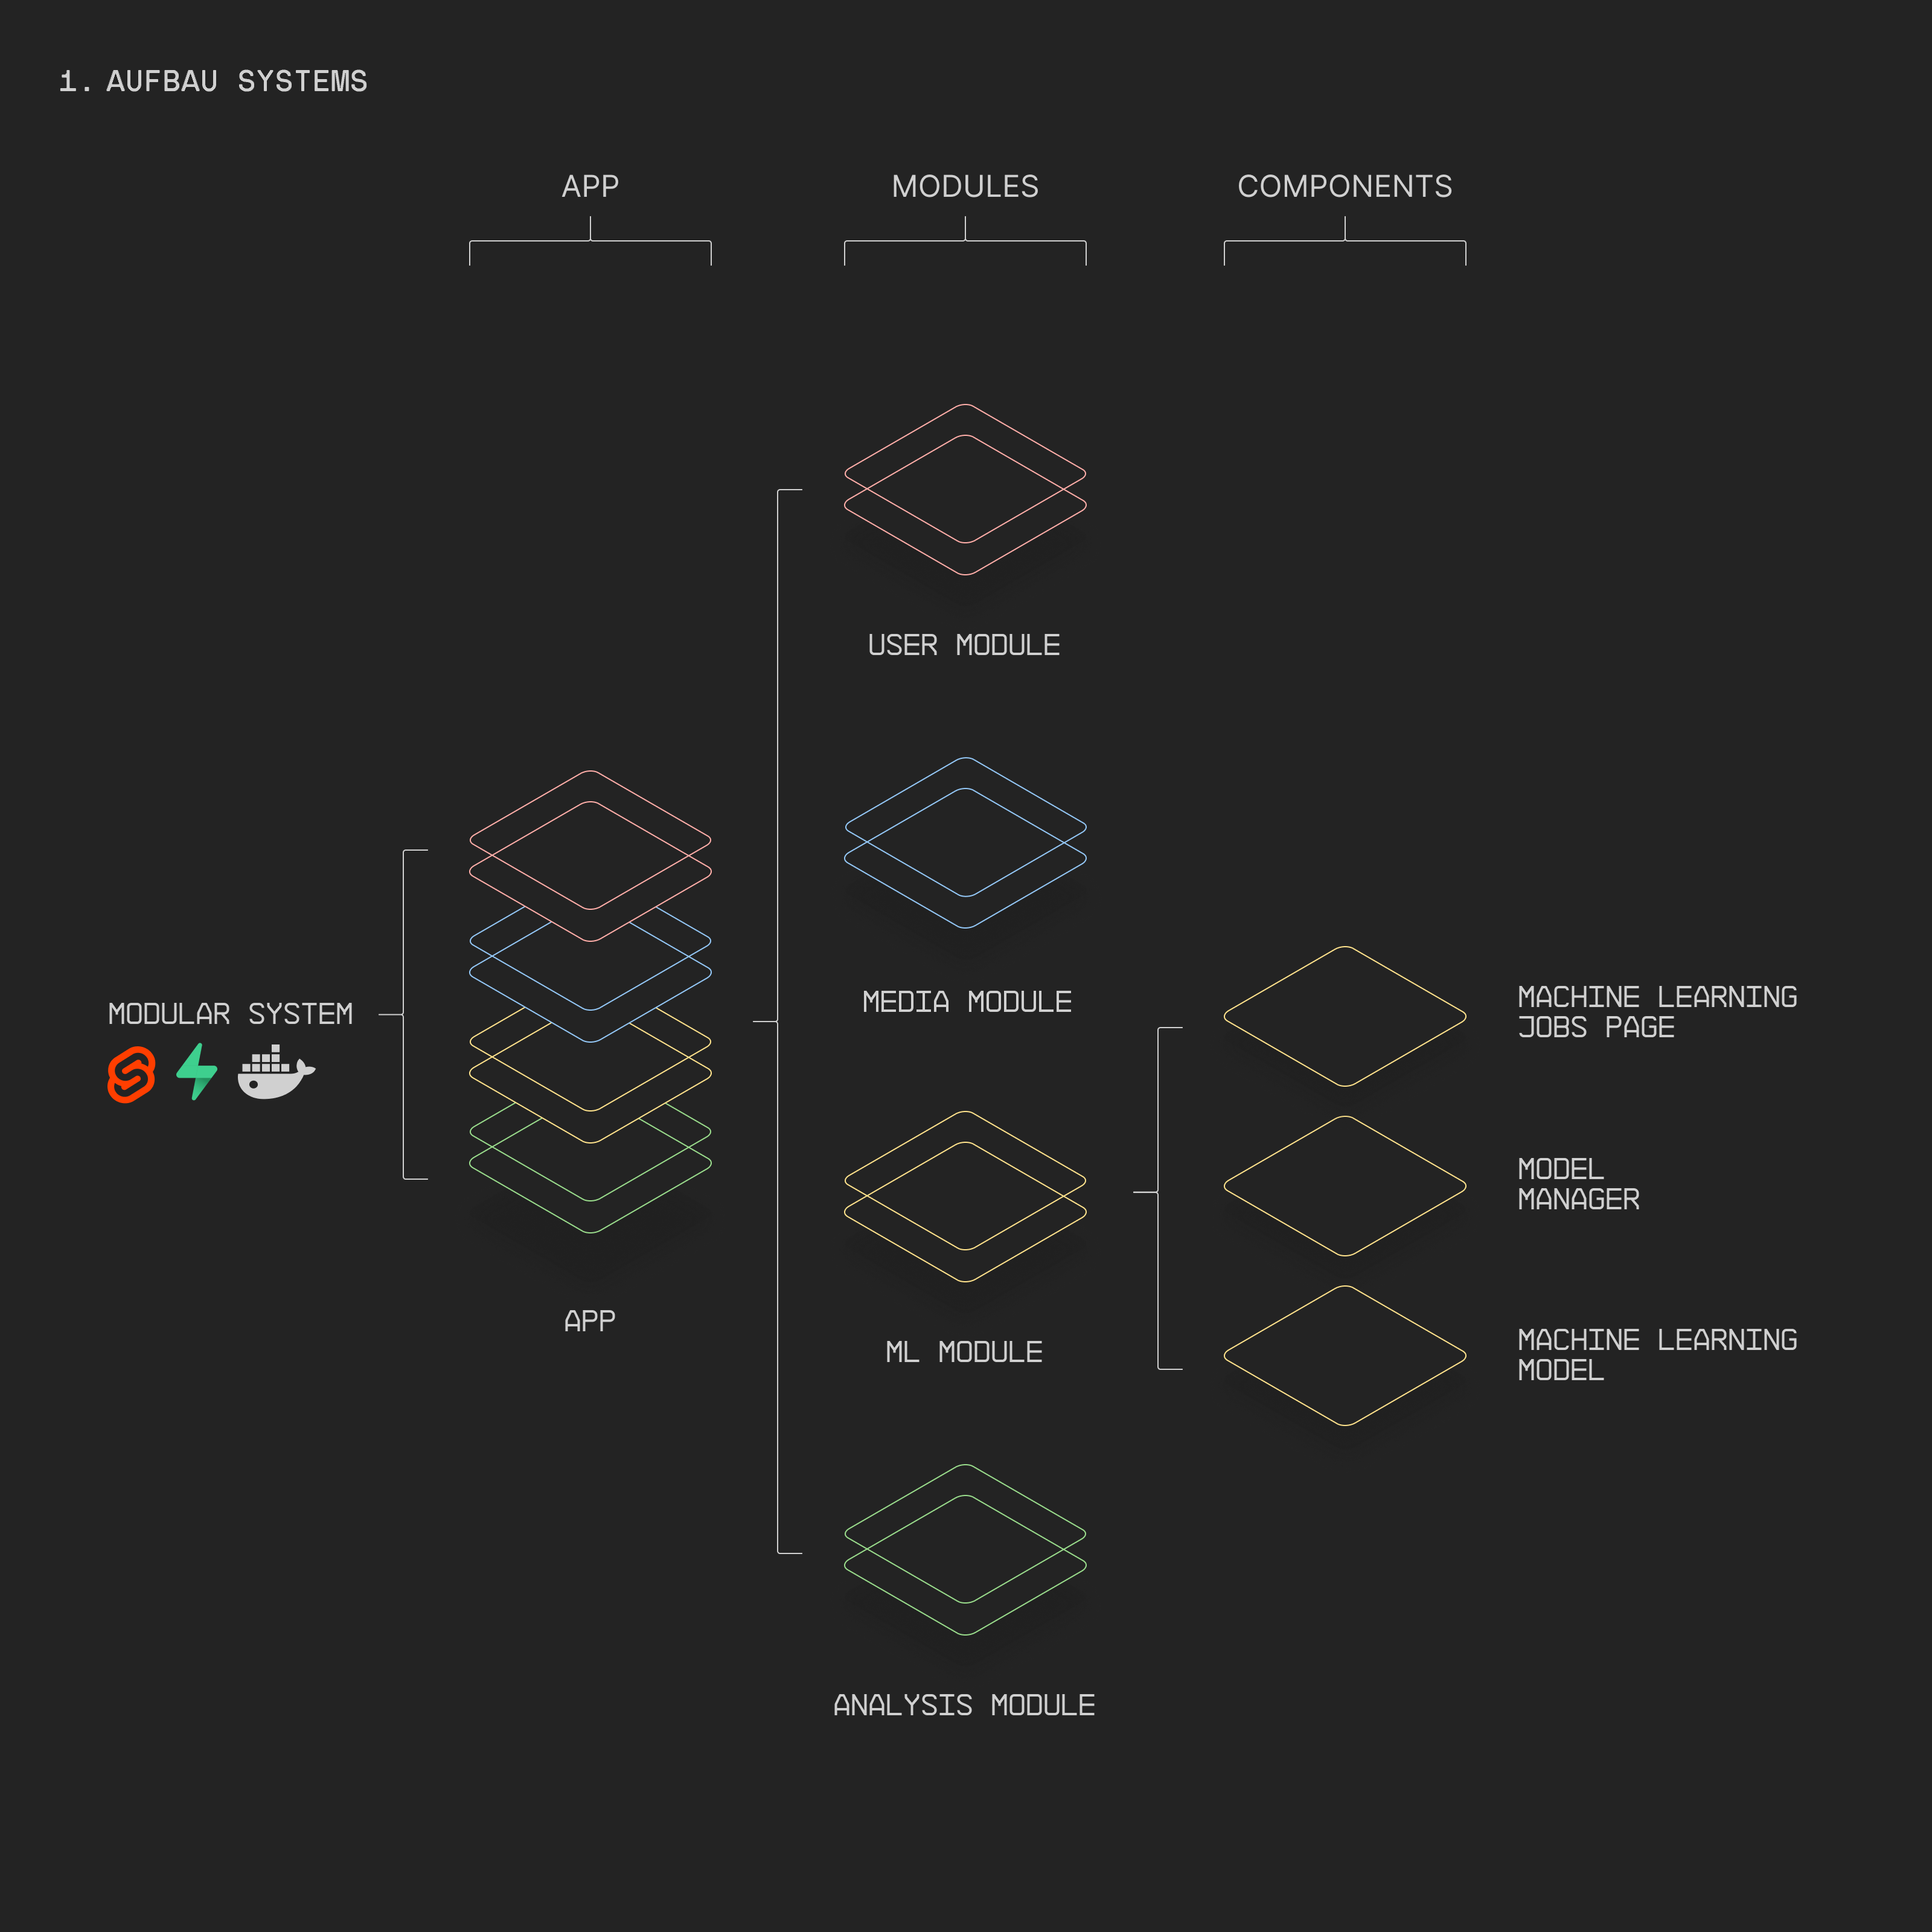 1. AUFBAU SYSTEMS
APP
MODULES
COMPONENTS
USER MODULE
MEDIA MODULE
MODULAR SYSTEM
MACHINE LEARNING
JOBS PAGE
MODEL
MANAGER
APP
ML MODULE
MACHINE LEARNING
MODEL
ANALYSIS MODULE